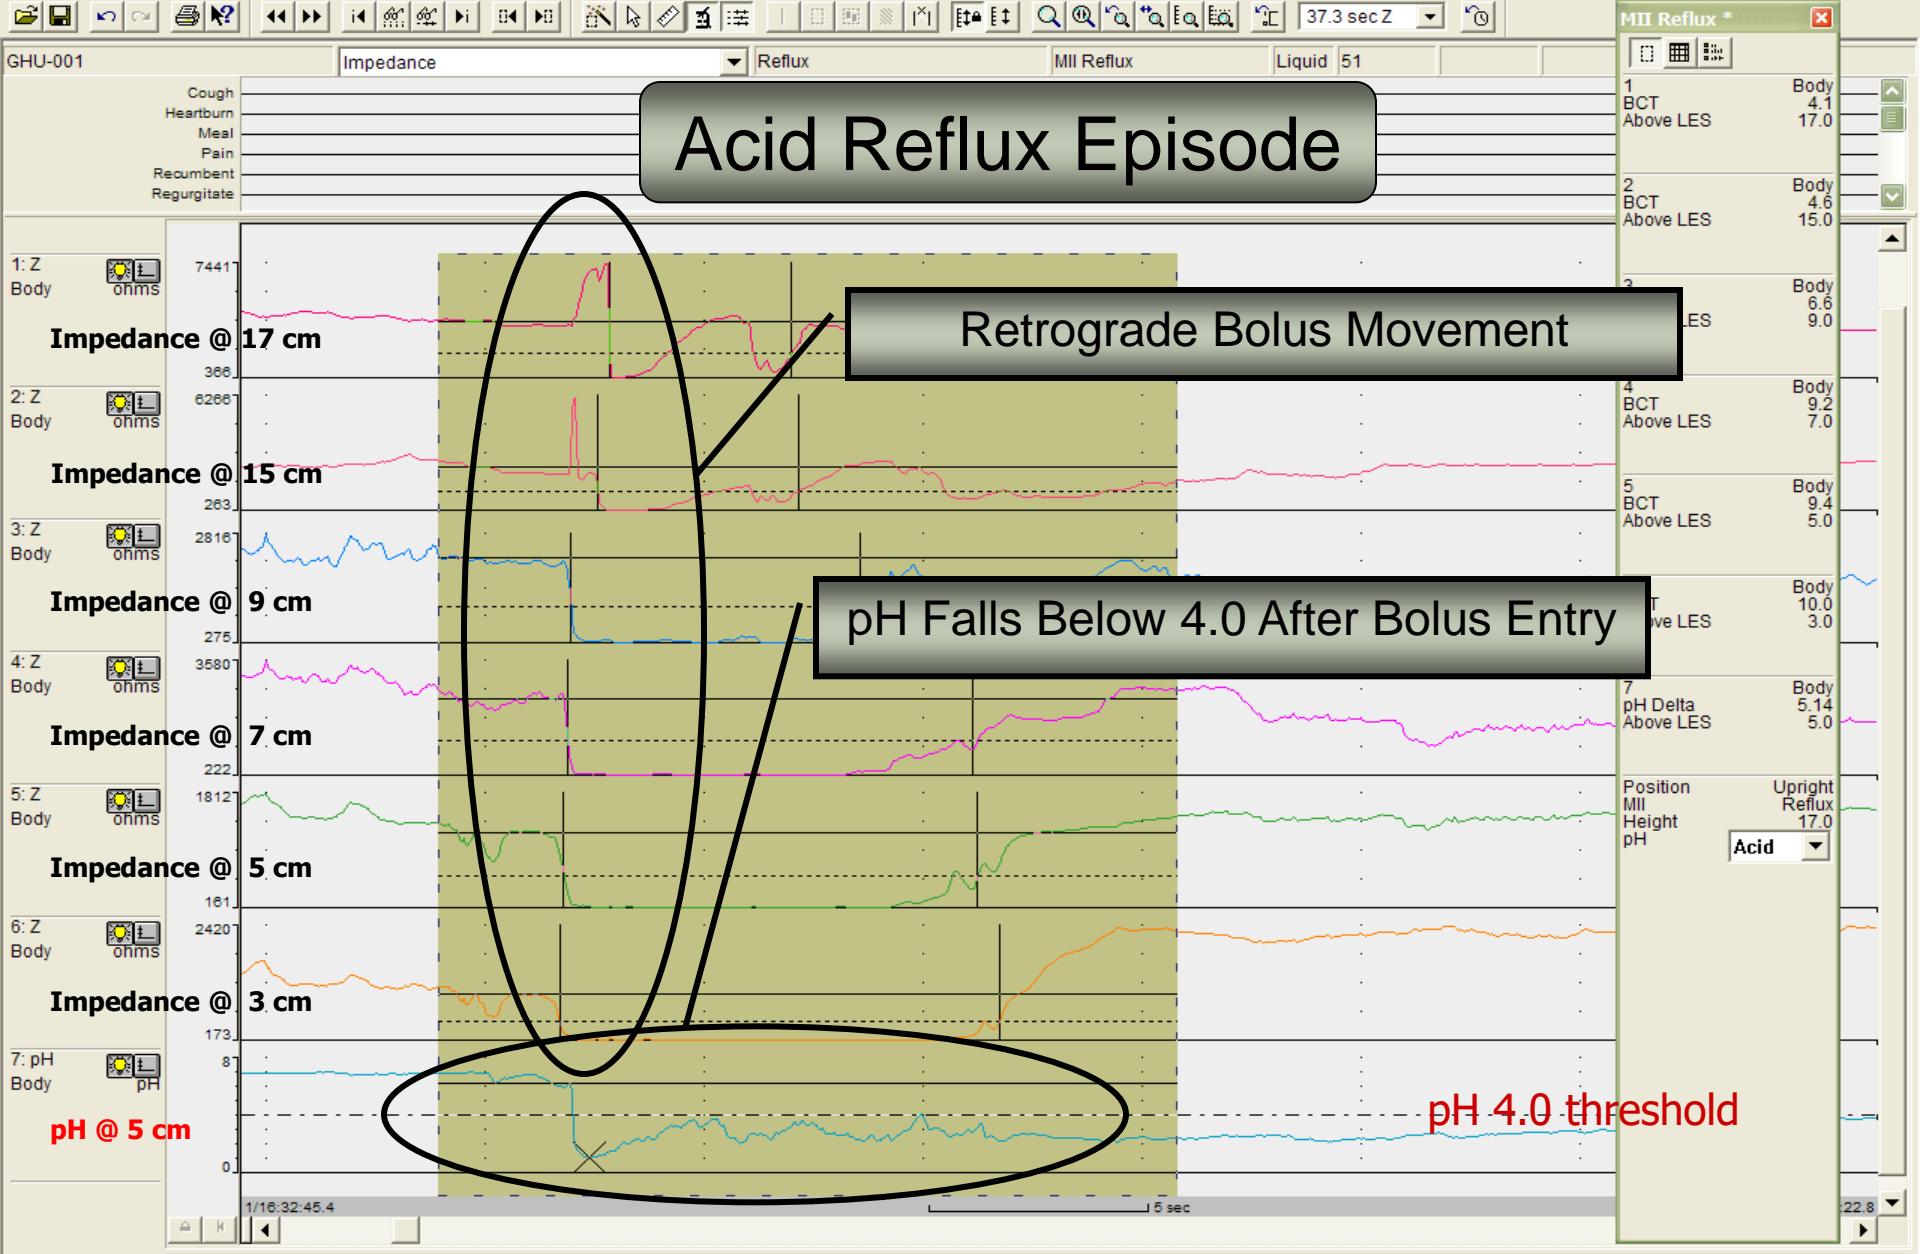 37.3 sec Z
MII Reflux *
GHU-001
Impedance
Reflux
MII Reflux
Liquid
51
Cough
Heartburn
Meal
Pain
Recumbent
Regurgitate
Acid Reflux Episode
1 Body
BCT 4.1
Above LES 17.0
2 Body
BCT 4.6
Above LES 15.0
3 Body
6.6
LES 9.0
4 Body
BCT 9.2
Above LES 7.0
5 Body
BCT 9.4
Above LES 5.0
Body
T 10.0
ve LES 3.0
7 Body
pH Delta 5.14
Above LES 5.0
Position Upright
MII Reflux
Height 17.0
pH Acid
1: Z
Body ohms
7441
366
Impedance @ 17 cm
Retrograde Bolus Movement
2: Z
Body ohms
6266
263
Impedance @ 15 cm
3: Z
Body ohms
2816
275
Impedance @ 9 cm
pH Falls Below 4.0 After Bolus Entry
4: Z
Body ohms
3580
222
Impedance @ 7 cm
5: Z
Body ohms
1812
161
Impedance @ 5 cm
6: Z
Body ohms
2420
173
Impedance @ 3 cm
7: pH
Body pH
8
0
pH @ 5 cm
pH 4.0 threshold
1/16:32:45.4
5 sec
:22.8